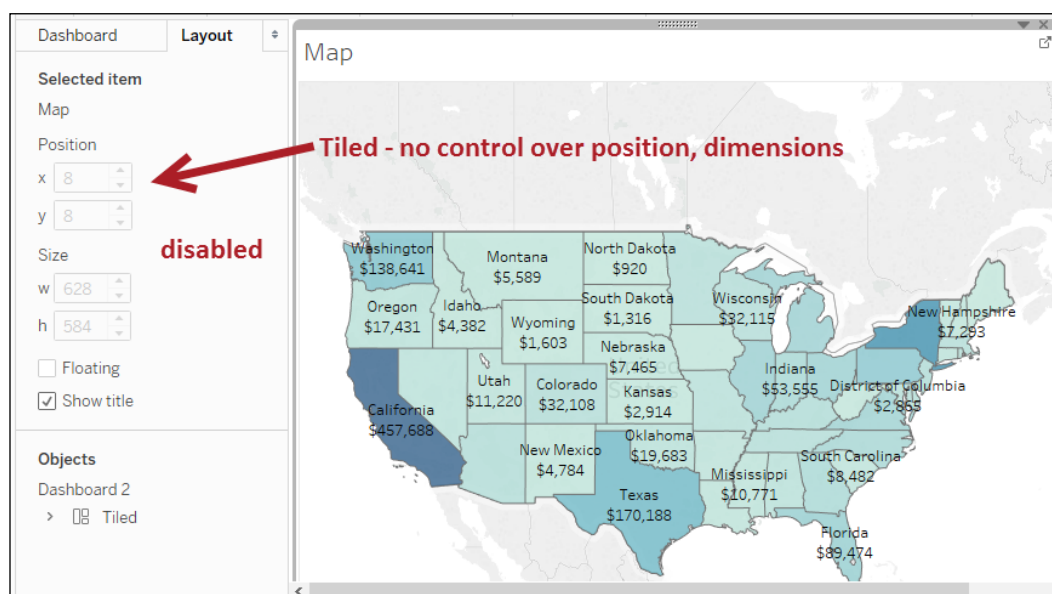 Dashboard
Layout
Selected item
Map
Position
x 8
y 8
Size
w 628
h 584
Floating
Show title
Objects
Dashboard 2
Tiled
Map
Tiled - no control over position, dimensions
disabled
Washington
$138,641
Montana
$5,589
North Dakota
$920
Oregon
$17,431
Idaho
$4,382
Wyoming
$1,603
South Dakota
$1,316
Wisconsin
$32,115
New Hampshire
$7,293
Nebraska
$7,465
Utah
$11,220
Colorado
$32,108
Kansas
$2,914
Indiana
$53,555
District of Columbia
$2,865
California
$457,688
New Mexico
$4,784
Oklahoma
$19,683
South Carolina
$8,482
Mississippi
$10,771
Texas
$170,188
Florida
$89,474